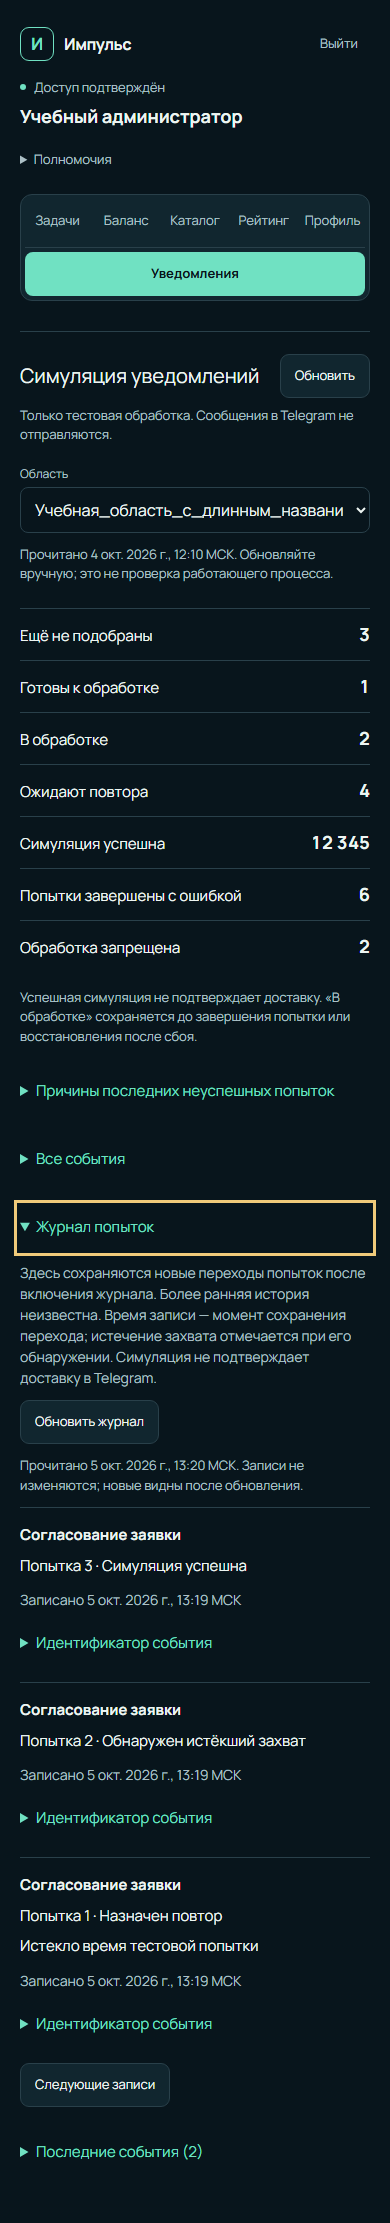 И Импульс Выйти
Доступ подтверждён
Учебный администратор
Полномочия
Задачи Баланс Каталог Рейтинг Профиль
Уведомления
Симуляция уведомлений Обновить
Только тестовая обработка. Сообщения в Telegram не
отправляются.
Область
Учебная_область_с_длинным_названи
Прочитано 4 окт. 2026 г., 12:10 МСК. Обновляйте
вручную; это не проверка работающего процесса.
Ещё не подобраны 3
Готовы к обработке 1
В обработке 2
Ожидают повтора 4
Симуляция успешна 12 345
Попытки завершены с ошибкой 6
Обработка запрещена 2
Успешная симуляция не подтверждает доставку. «В
обработке» сохраняется до завершения попытки или
восстановления после сбоя.
Причины последних неуспешных попыток
Все события
Журнал попыток
Здесь сохраняются новые переходы попыток после
включения журнала. Более ранняя история
неизвестна. Время записи — момент сохранения
перехода; истечение захвата отмечается при его
обнаружении. Симуляция не подтверждает
доставку в Telegram.
Обновить журнал
Прочитано 5 окт. 2026 г., 13:20 МСК. Записи не
изменяются; новые видны после обновления.
Согласование заявки
Попытка 3 · Симуляция успешна
Записано 5 окт. 2026 г., 13:19 МСК
Идентификатор события
Согласование заявки
Попытка 2 · Обнаружен истёкший захват
Записано 5 окт. 2026 г., 13:19 МСК
Идентификатор события
Согласование заявки
Попытка 1 · Назначен повтор
Истекло время тестовой попытки
Записано 5 окт. 2026 г., 13:19 МСК
Идентификатор события
Следующие записи
Последние события (2)